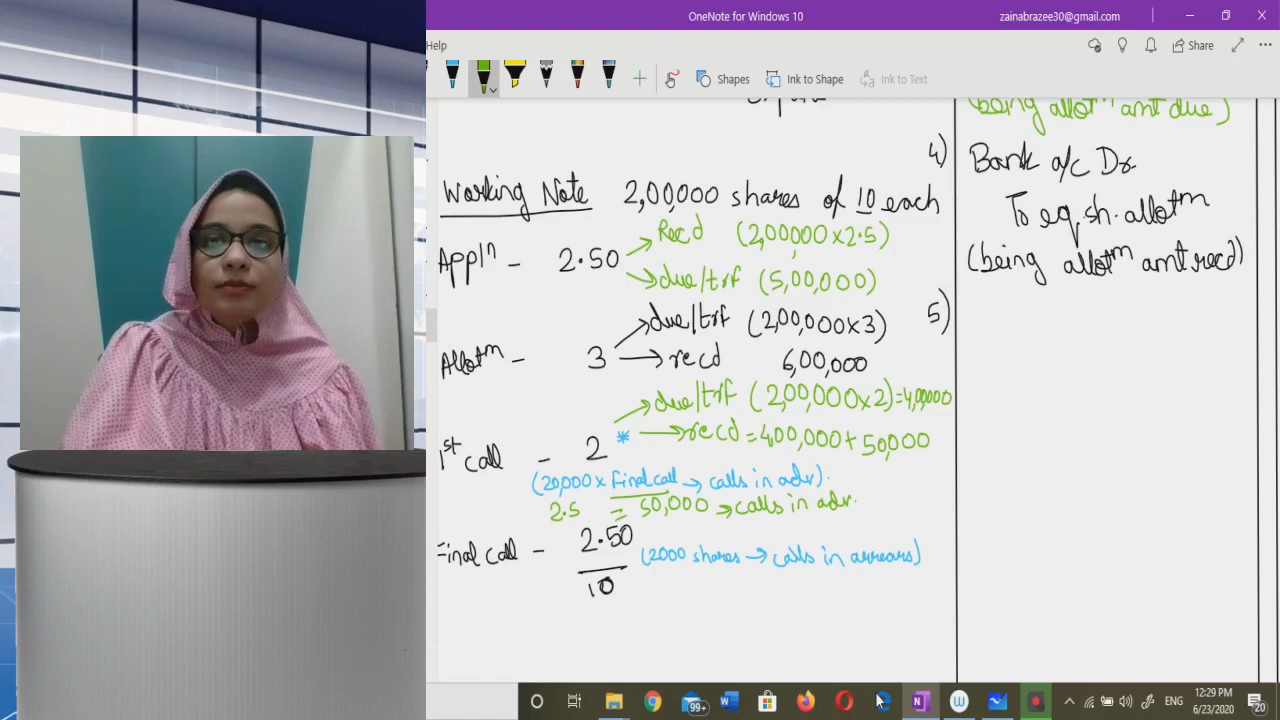 OneNote for Windows 10
zainabrazee30@gmail.com
Help
Share
Shapes
Ink to Shape
Ink to Text
(being allotᵐ amt due)
4)
Bank a/c Dr
Working Note 2,00,000 shares of 10 each
To eq.sh.allotᵐ
Applⁿ - 2.50
Recd (2,00,000×2.5)
due/trf (5,00,000)
(being allotᵐ amt recd)
5)
Allotᵐ - 3
due/trf (2,00,000×3)
recd 6,00,000
1st call - 2 *
due/trf (2,00,000×2)=4,00,000
recd = 400,000 + 50,000
(20,000 × Final call → calls in adv).
2.5 = 50,000 → calls in adv.
Final call - 2.50 (2000 shares → calls in arrears)
10
99+
ENG
12:29 PM
6/23/2020
20